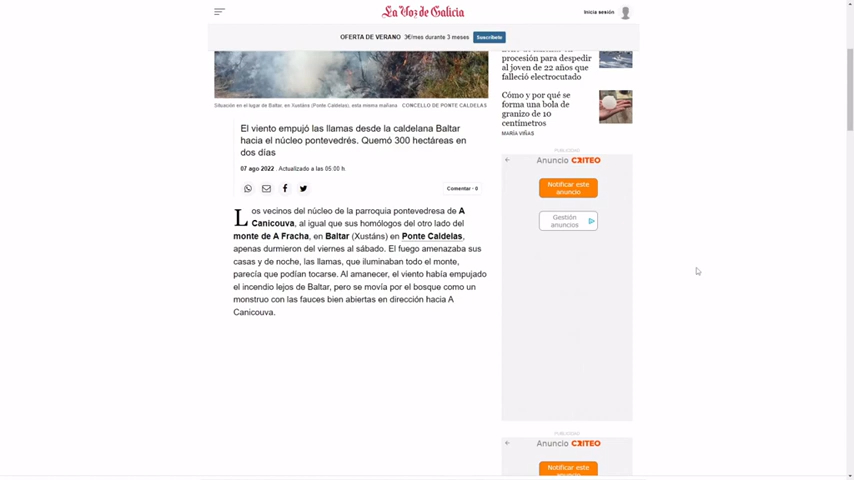 La Voz de Galicia
Inicia sesión
OFERTA DE VERANO 3€/mes durante 3 meses Suscríbete
procesión para despedir
al joven de 22 años que
falleció electrocutado
Situación en el lugar de Baltar, en Xustáns (Ponte Caldelas), esta misma mañana CONCELLO DE PONTE CALDELAS
Cómo y por qué se
forma una bola de
granizo de 10
centímetros
MARÍA VIÑAS
El viento empujó las llamas desde la caldelana Baltar
hacia el núcleo pontevedrés. Quemó 300 hectáreas en
dos días
07 ago 2022 . Actualizado a las 05:00 h
Comentar · 0
Los vecinos del núcleo de la parroquia pontevedresa de A
Canicouva, al igual que sus homólogos del otro lado del
monte de A Fracha, en Baltar (Xustáns) en Ponte Caldelas,
apenas durmieron del viernes al sábado. El fuego amenazaba sus
casas y de noche, las llamas, que iluminaban todo el monte,
parecía que podían tocarse. Al amanecer, el viento había empujado
el incendio lejos de Baltar, pero se movía por el bosque como un
monstruo con las fauces bien abiertas en dirección hacia A
Canicouva.
PUBLICIDAD
Anuncio CRITEO
Notificar este
anuncio
Gestión
anuncios
PUBLICIDAD
Anuncio CRITEO
Notificar este